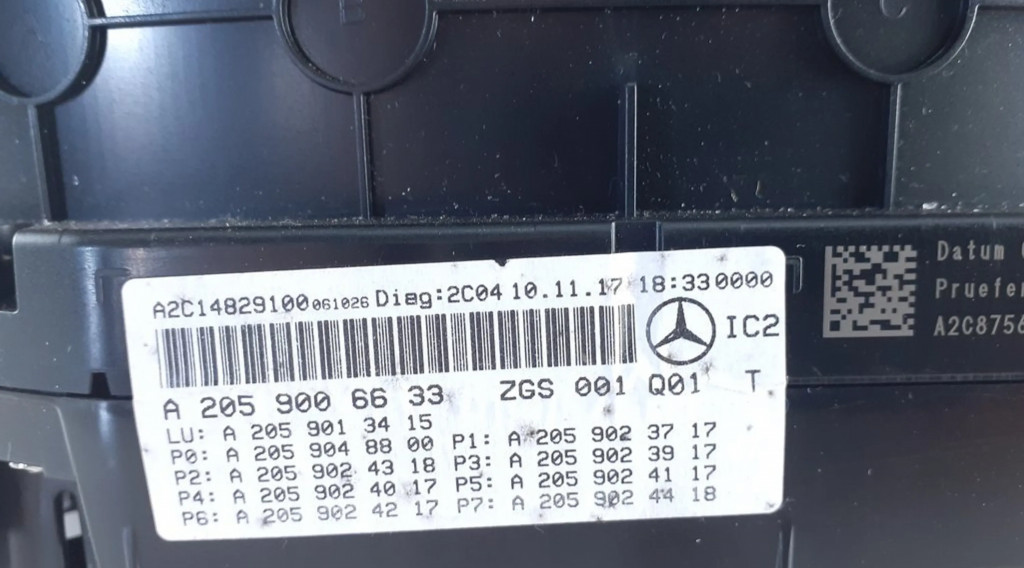 E
C
A2C14829100061026 Diag:2C04 10.11.17 18:330000
IC2
A 205 900 66 33 ZGS 001 Q01 T
LU: A 205 901 34 15
P0: A 205 904 88 00 P1: A 205 902 37 17
P2: A 205 902 43 18 P3: A 205 902 39 17
P4: A 205 902 40 17 P5: A 205 902 41 17
P6: A 205 902 42 17 P7: A 205 902 44 18
Datum
Pruefer
A2C8756